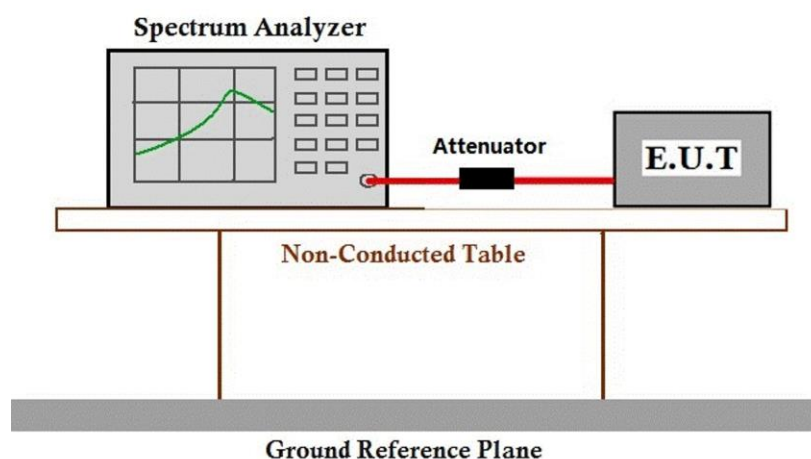 Spectrum Analyzer
Attenuator
E.U.T
Non-Conducted Table
Ground Reference Plane